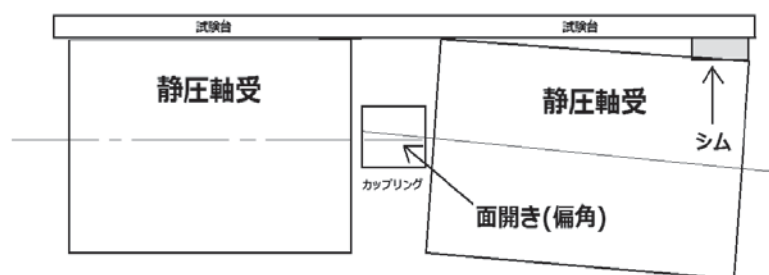 試験台
試験台
静圧軸受
静圧軸受
シム
カップリング
面開き(偏角)